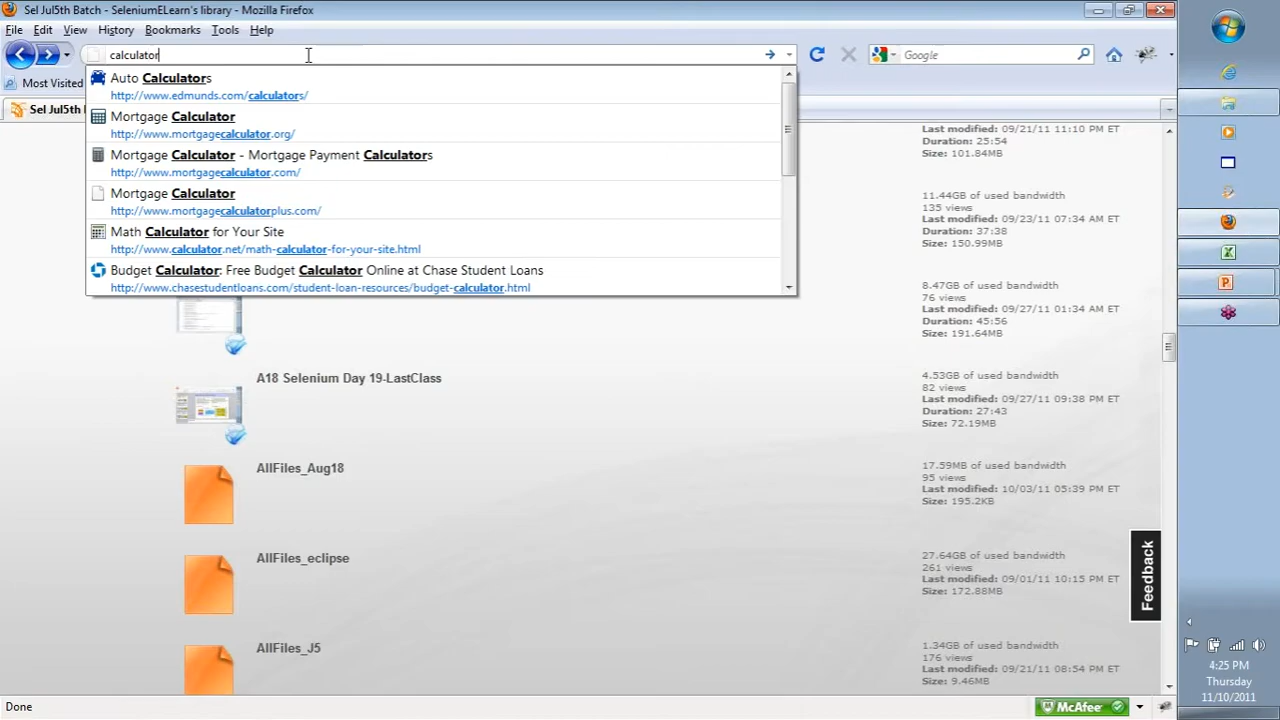 Sel Jul5th Batch - SeleniumELearn's library - Mozilla Firefox
File Edit View History Bookmarks Tools Help
calculator
Google
Most Visited
Auto Calculators
http://www.edmunds.com/calculators/
Mortgage Calculator
http://www.mortgagecalculator.org/
Mortgage Calculator - Mortgage Payment Calculators
http://www.mortgagecalculator.com/
Mortgage Calculator
http://www.mortgagecalculatorplus.com/
Math Calculator for Your Site
http://www.calculator.net/math-calculator-for-your-site.html
Budget Calculator: Free Budget Calculator Online at Chase Student Loans
http://www.chasestudentloans.com/student-loan-resources/budget-calculator.html
Sel Jul5th
Last modified: 09/21/11 11:10 PM ET
Duration: 25:54
Size: 101.84MB
11.44GB of used bandwidth
135 views
Last modified: 09/23/11 07:34 AM ET
Duration: 37:38
Size: 150.99MB
8.47GB of used bandwidth
76 views
Last modified: 09/27/11 01:34 AM ET
Duration: 45:56
Size: 191.64MB
A18 Selenium Day 19-LastClass
4.53GB of used bandwidth
82 views
Last modified: 09/27/11 09:38 PM ET
Duration: 27:43
Size: 72.19MB
AllFiles_Aug18
17.59MB of used bandwidth
95 views
Last modified: 10/03/11 05:39 PM ET
Size: 195.2KB
AllFiles_eclipse
27.64GB of used bandwidth
261 views
Last modified: 09/01/11 10:15 PM ET
Size: 172.88MB
AllFiles_J5
1.34GB of used bandwidth
176 views
Last modified: 09/21/11 08:54 PM ET
Size: 9.46MB
Feedback
Done
McAfee
4:25 PM
Thursday
11/10/2011